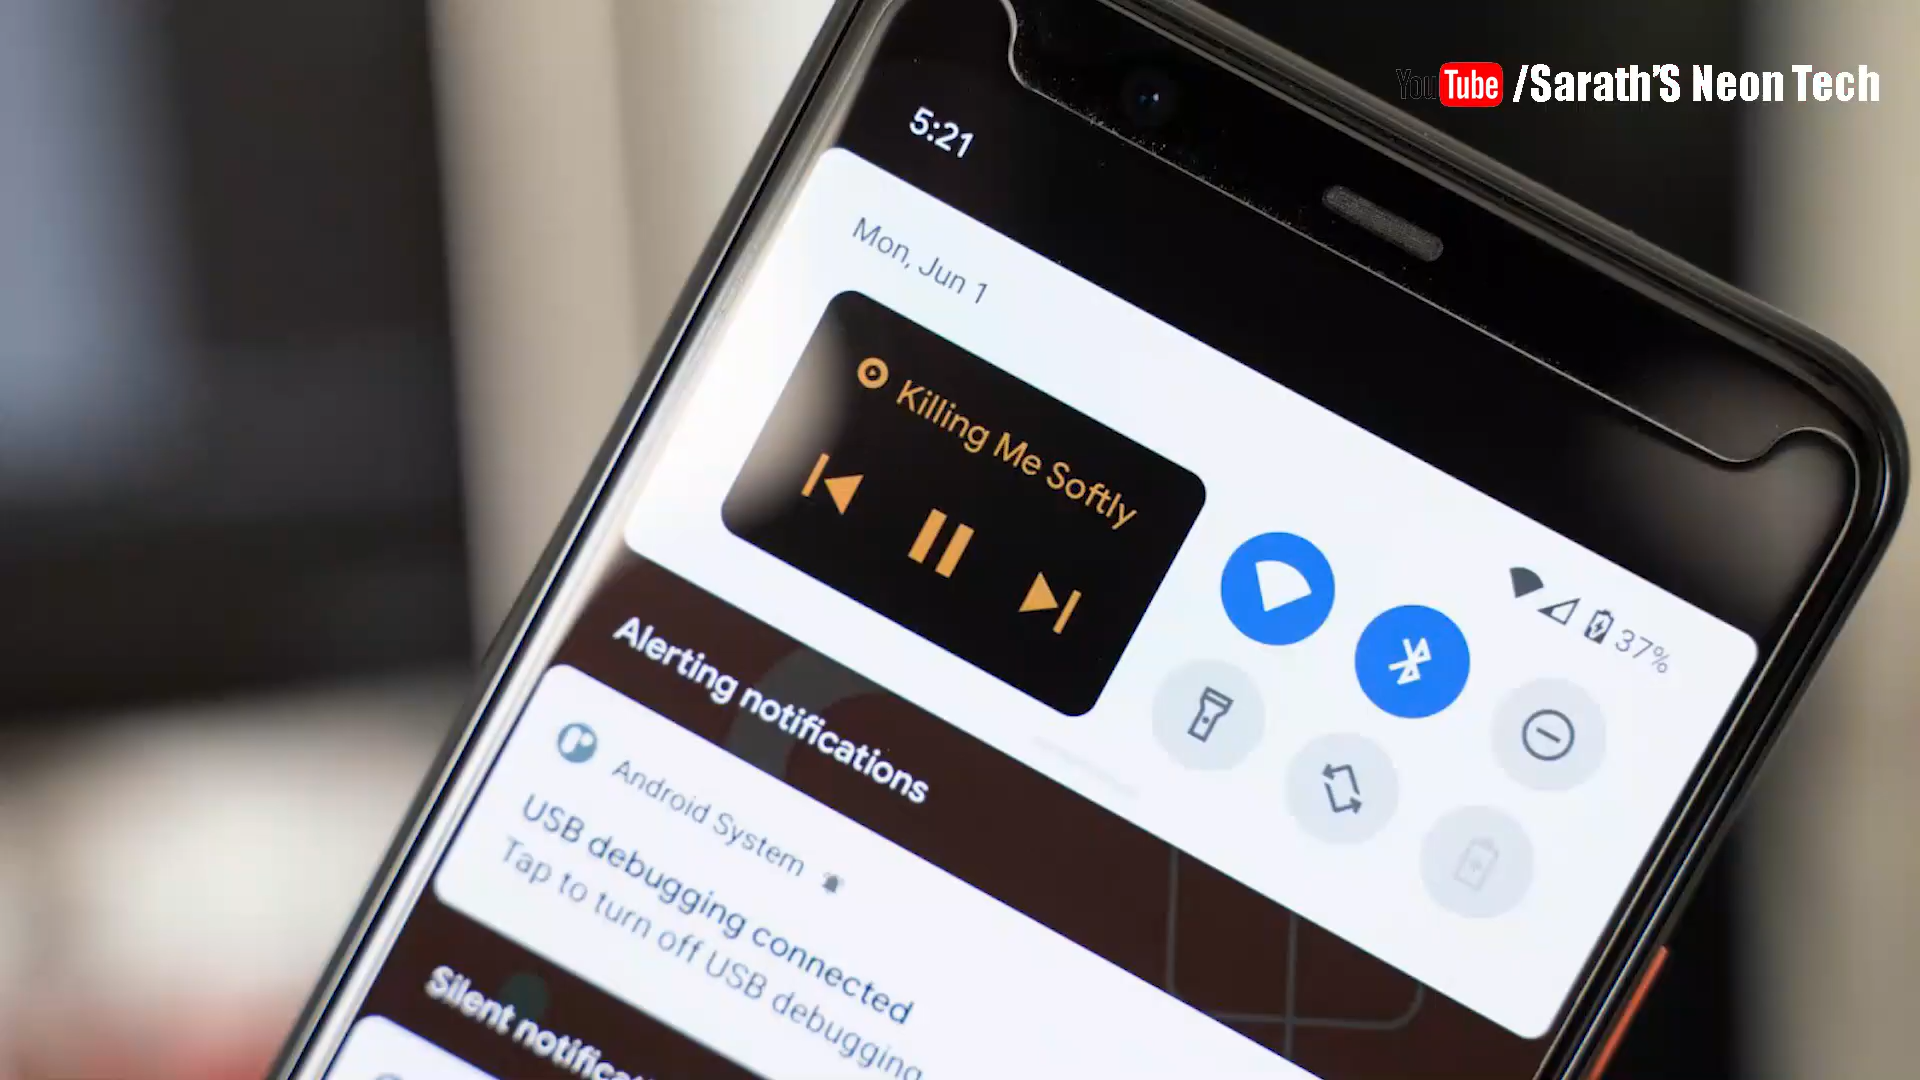 YouTube /Sarath'S Neon Tech
5:21
Mon, Jun 1
Killing Me Softly
37%
Alerting notifications
Android System
USB debugging connected
Tap to turn off USB debugging
Silent